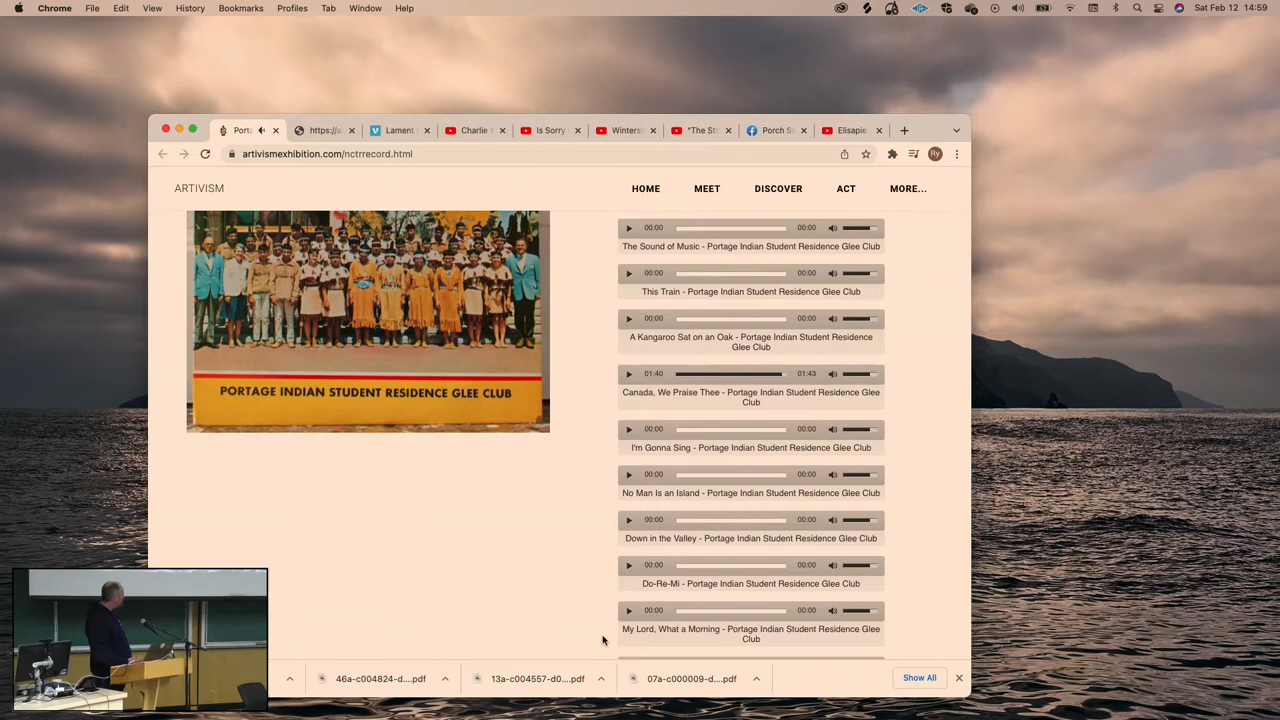 Chrome File Edit View History Bookmarks Profiles Tab Window Help Sat Feb 12 14:59
Porta https://a Lament Charlie Is Sorry Winters "The St Porch S Elisapie
artivismexhibition.com/nctrrecord.html Ry
ARTIVISM HOME MEET DISCOVER ACT MORE...
00:00 00:00
The Sound of Music - Portage Indian Student Residence Glee Club
00:00 00:00
This Train - Portage Indian Student Residence Glee Club
00:00 00:00
A Kangaroo Sat on an Oak - Portage Indian Student Residence
Glee Club
01:40 01:43
Canada, We Praise Thee - Portage Indian Student Residence Glee
Club
00:00 00:00
I'm Gonna Sing - Portage Indian Student Residence Glee Club
00:00 00:00
No Man Is an Island - Portage Indian Student Residence Glee Club
00:00 00:00
Down in the Valley - Portage Indian Student Residence Glee Club
00:00 00:00
Do-Re-Mi - Portage Indian Student Residence Glee Club
00:00 00:00
My Lord, What a Morning - Portage Indian Student Residence Glee
Club
PORTAGE INDIAN STUDENT RESIDENCE GLEE CLUB
46a-c004824-d....pdf 13a-c004557-d0....pdf 07a-c000009-d....pdf Show All